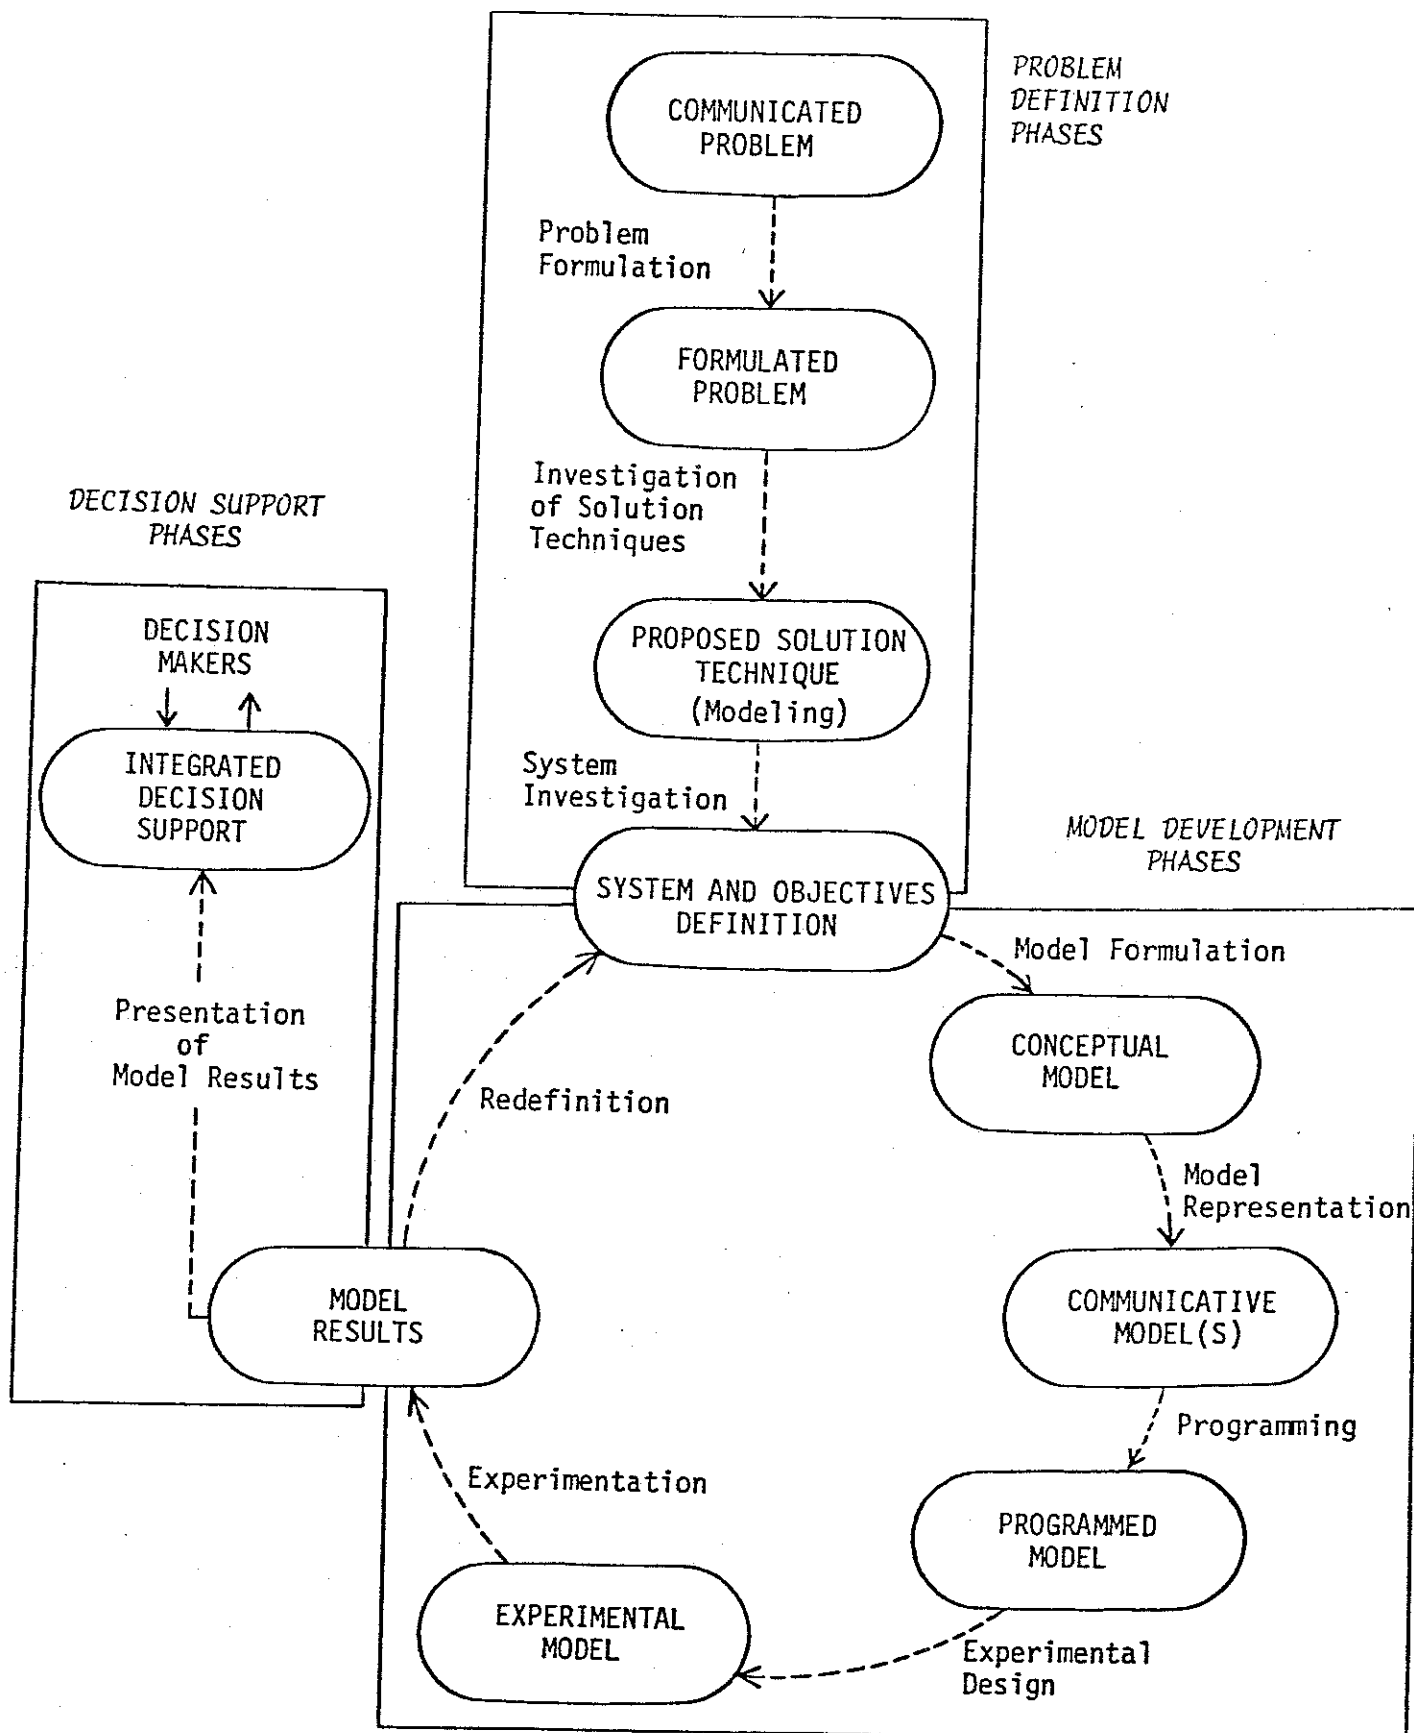 PROBLEM
DEFINITION
PHASES
COMMUNICATED
PROBLEM
Problem
Formulation
FORMULATED
PROBLEM
Investigation
of Solution
Techniques
PROPOSED SOLUTION
TECHNIQUE
(Modeling)
System
Investigation
SYSTEM AND OBJECTIVES
DEFINITION
DECISION SUPPORT
PHASES
DECISION
MAKERS
INTEGRATED
DECISION
SUPPORT
Presentation
of
Model Results
MODEL DEVELOPMENT
PHASES
Model Formulation
CONCEPTUAL
MODEL
Model
Representation
COMMUNICATIVE
MODEL(S)
Programming
PROGRAMMED
MODEL
Experimental
Design
EXPERIMENTAL
MODEL
Experimentation
MODEL
RESULTS
Redefinition